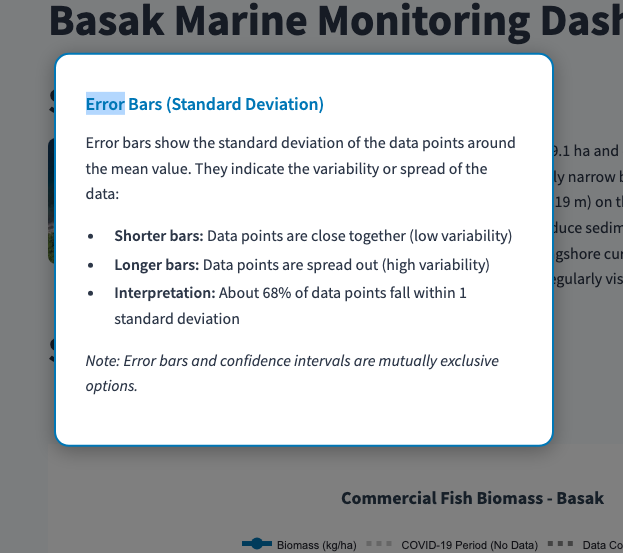 Basak Marine Monitoring Dash
Error Bars (Standard Deviation)
Error bars show the standard deviation of the data points around
the mean value. They indicate the variability or spread of the
data:
• Shorter bars: Data points are close together (low variability)
• Longer bars: Data points are spread out (high variability)
• Interpretation: About 68% of data points fall within 1
standard deviation
Note: Error bars and confidence intervals are mutually exclusive
options.
9.1 ha and
ly narrow b
19 m) on th
duce sedim
gshore cur
egularly vis
Commercial Fish Biomass - Basak
Biomass (kg/ha) COVID-19 Period (No Data) Data Co